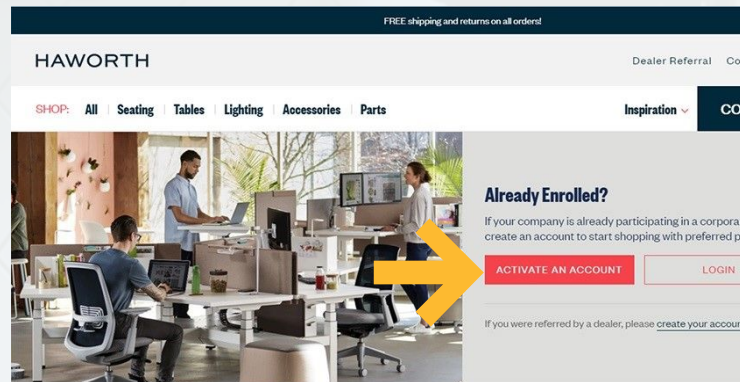 FREE shipping and returns on all orders!
HAWORTH
Dealer Referral
SHOP: All Seating Tables Lighting Accessories Parts
Inspiration
Already Enrolled?
If your company is already participating in a
create an account to start shopping with preferred
ACTIVATE AN ACCOUNT
LOGIN
If you were referred by a dealer, please create your